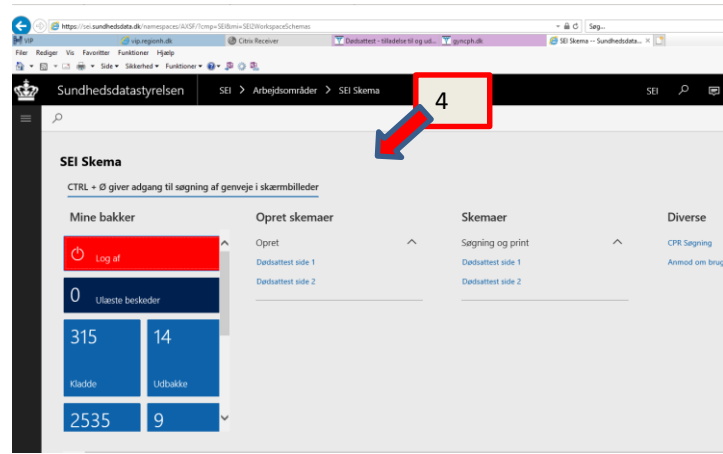 https://sei.sundhedsdata.dk/namespaces/AXSF/?cmp=SEI&mi=SEI2WorkspaceSchemas
Søg...
VIP
vip.regionh.dk
Citrix Receiver
Dødsattest - tilladelse til og ud...
gyncph.dk
SEI Skema -- Sundhedsdata...
Filer Rediger Vis Favoritter Funktioner Hjælp
Side Sikkerhed Funktioner
Sundhedsdatastyrelsen
SEI > Arbejdsområder > SEI Skema
SEI
4
SEI Skema
CTRL + Ø giver adgang til søgning af genveje i skærmbilleder
Mine bakker
Opret skemaer
Skemaer
Diverse
Log af
Opret
Søgning og print
CPR Søgning
Dødsattest side 1
Dødsattest side 1
Anmod om brug
Dødsattest side 2
Dødsattest side 2
0 Ulæste beskeder
315
14
Kladde
Udbakke
2535
9